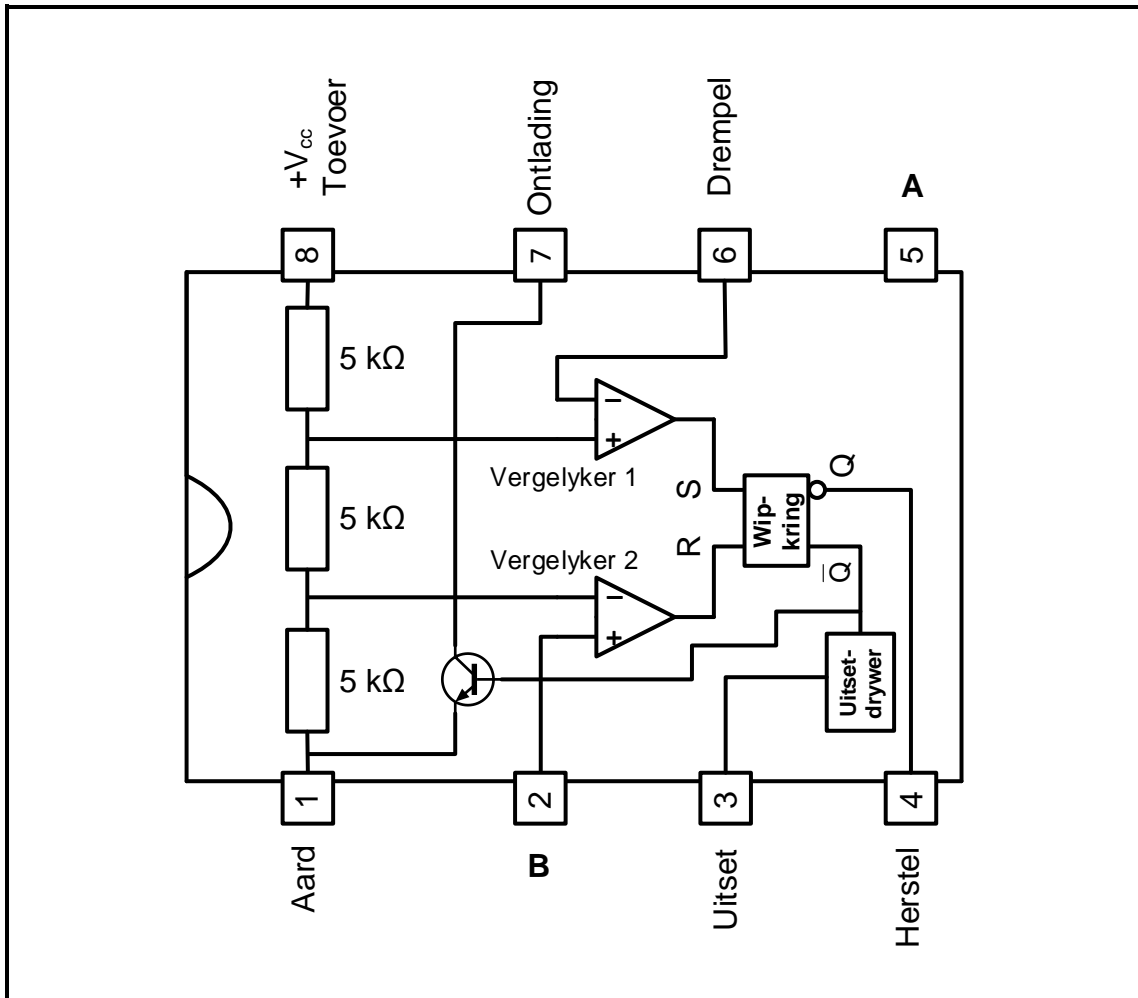 +Vcc
Toevoer
Ontlading
Drempel
A
8
7
6
5
5 kΩ
5 kΩ
5 kΩ
−
+
Vergelyker 1
Vergelyker 2
−
+
S
R
Wip-
kring
Q
Q̅
Uitset-
drywer
1
2
3
4
Aard
B
Uitset
Herstel